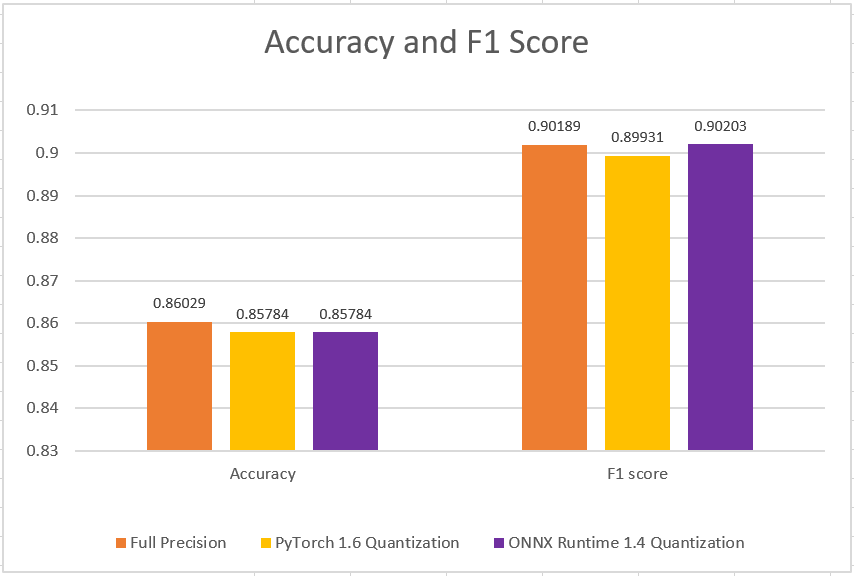 Accuracy and F1 Score
0.91
0.9
0.89
0.88
0.87
0.86
0.85
0.84
0.83
0.86029
0.85784
0.85784
0.90189
0.89931
0.90203
Accuracy
F1 score
Full Precision
PyTorch 1.6 Quantization
ONNX Runtime 1.4 Quantization